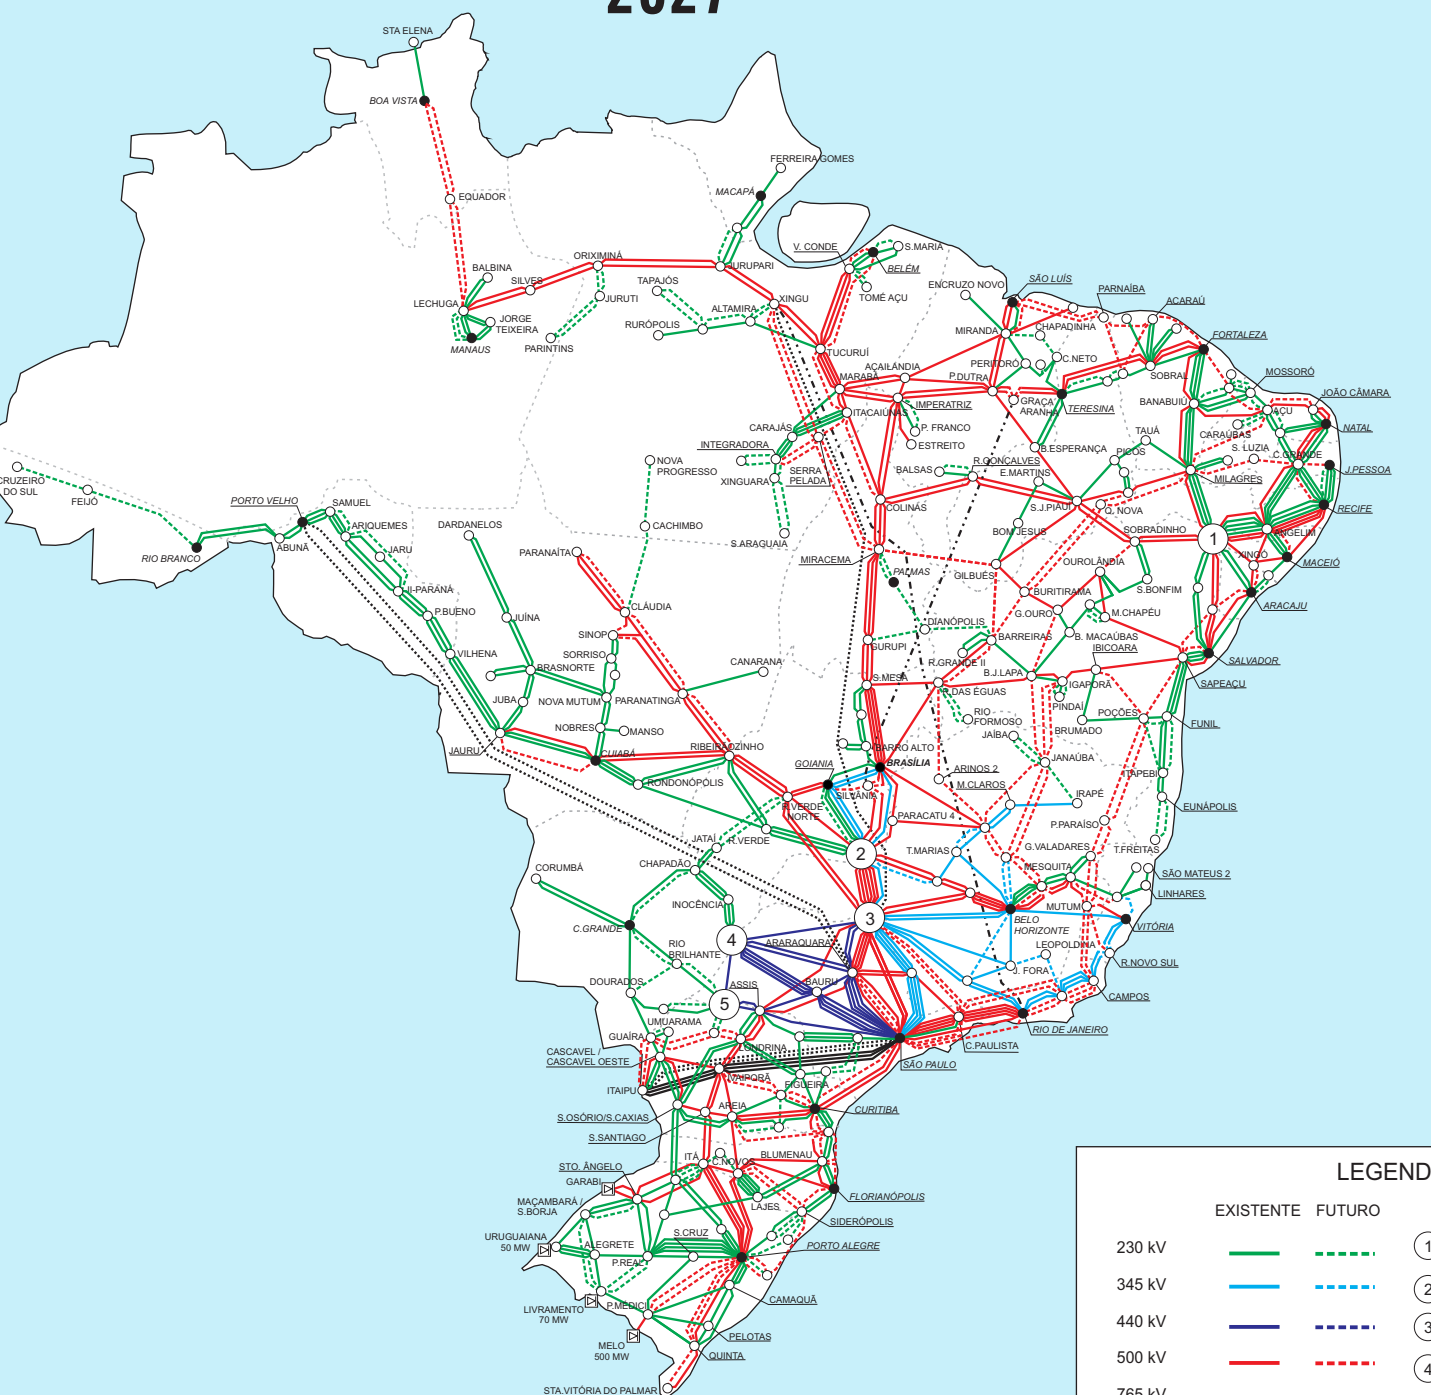 2027
STA ELENA
BOA VISTA
EQUADOR
FERREIRA GOMES
MACAPÁ
BALBINA
SILVES
ORIXIMINÁ
JURUPARI
LECHUGA
JORGE
TEIXEIRA
MANAUS
PARINTINS
JURUTI
TAPAJÓS
RURÓPOLIS
ALTAMIRA
XINGU
V. CONDE
S.MARIA
BELÉM
TOMÉ AÇU
ENCRUZO NOVO
SÃO LUÍS
PARNAÍBA
ACARAÚ
FORTALEZA
MIRANDA
CHAPADINHA
TUCURUÍ
MARABÁ
AÇAILÂNDIA
PERITORÓ
C.NETO
P.DUTRA
SOBRAL
MOSSORÓ
JOÃO CÂMARA
ITACAIÚNAS
IMPERATRIZ
GRAÇA
ARANHA
TERESINA
BANABUIÚ
AÇU
NATAL
CARAJÁS
P. FRANCO
ESTREITO
INTEGRADORA
B.ESPERANÇA
TAUÁ
CARAÚBAS
S. LUZIA
C.GRANDE
J.PESSOA
NOVA
PROGRESSO
XINGUARA
SERRA
PELADA
BALSAS
R.GONÇALVES
E.MARTINS
PICOS
MILAGRES
CRUZEIRO
DO SUL
FEIJÓ
PORTO VELHO
SAMUEL
COLINAS
S.J.PIAUÍ
Q. NOVA
RECIFE
ARIQUEMES
DARDANELOS
CACHIMBO
S.ARAGUAIA
BOM JESUS
SOBRADINHO
1
ANGELIM
RIO BRANCO
ABUNÃ
JARU
PARANAÍTA
MIRACEMA
PALMAS
GILBUÉS
OUROLÂNDIA
XINGÓ
MACEIÓ
JI-PARANÁ
BURITIRAMA
S.BONFIM
ARACAJU
P.BUENO
JUÍNA
CLÁUDIA
G.OURO
M.CHAPÉU
DIANÓPOLIS
SINOP
GURUPI
BARREIRAS
B. MACAÚBAS
IBICOARA
VILHENA
SORRISO
BRASNORTE
CANARANA
R.GRANDE II
SALVADOR
B.J.LAPA
S.MESA
R.DAS ÉGUAS
IGAPORÃ
SAPEAÇU
JUBA
NOVA MUTUM
PARANATINGA
PINDAÍ
RIO
FORMOSO
POÇÕES
BRUMADO
FUNIL
NOBRES
MANSO
JAÍBA
JAURU
CUIABÁ
RIBEIRÃOZINHO
BARRO ALTO
GOIANIA
BRASÍLIA
ARINOS 2
M.CLAROS
JANAÚBA
ITAPEBI
RONDONÓPOLIS
SILVÂNIA
IRAPÉ
R.VERDE
NORTE
EUNÁPOLIS
PARACATU 4
P.PARAÍSO
JATAÍ
R.VERDE
2
T.MARIAS
G.VALADARES
T.FREITAS
CORUMBÁ
CHAPADÃO
MESQUITA
SÃO MATEUS 2
LINHARES
INOCÊNCIA
MUTUM
3
C.GRANDE
BELO
HORIZONTE
VITÓRIA
4
ARARAQUARA
RIO
BRILHANTE
LEOPOLDINA
J. FORA
R.NOVO SUL
DOURADOS
ASSIS
BAURU
CAMPOS
5
UMUARAMA
RIO DE JANEIRO
GUAÍRA
LONDRINA
C.PAULISTA
CASCAVEL /
CASCAVEL OESTE
SÃO PAULO
IVAIPORÃ
ITAIPU
FIGUEIRA
S.OSÓRIO/S.CAXIAS
AREIA
CURITIBA
S.SANTIAGO
ITÁ
C.NOVOS
BLUMENAU
STO. ÂNGELO
GARABI
MAÇAMBARÁ /
S.BORJA
LAJES
FLORIANÓPOLIS
SIDERÓPOLIS
URUGUAIANA
50 MW
ALEGRETE
S.CRUZ
PORTO ALEGRE
P.REAL
LIVRAMENTO
70 MW
P.MÉDICI
CAMAQUÃ
MELO
500 MW
PELOTAS
QUINTA
STA.VITÓRIA DO PALMAR
LEGEND
EXISTENTE FUTURO
230 kV
1
345 kV
2
440 kV
3
500 kV
4
765 kV